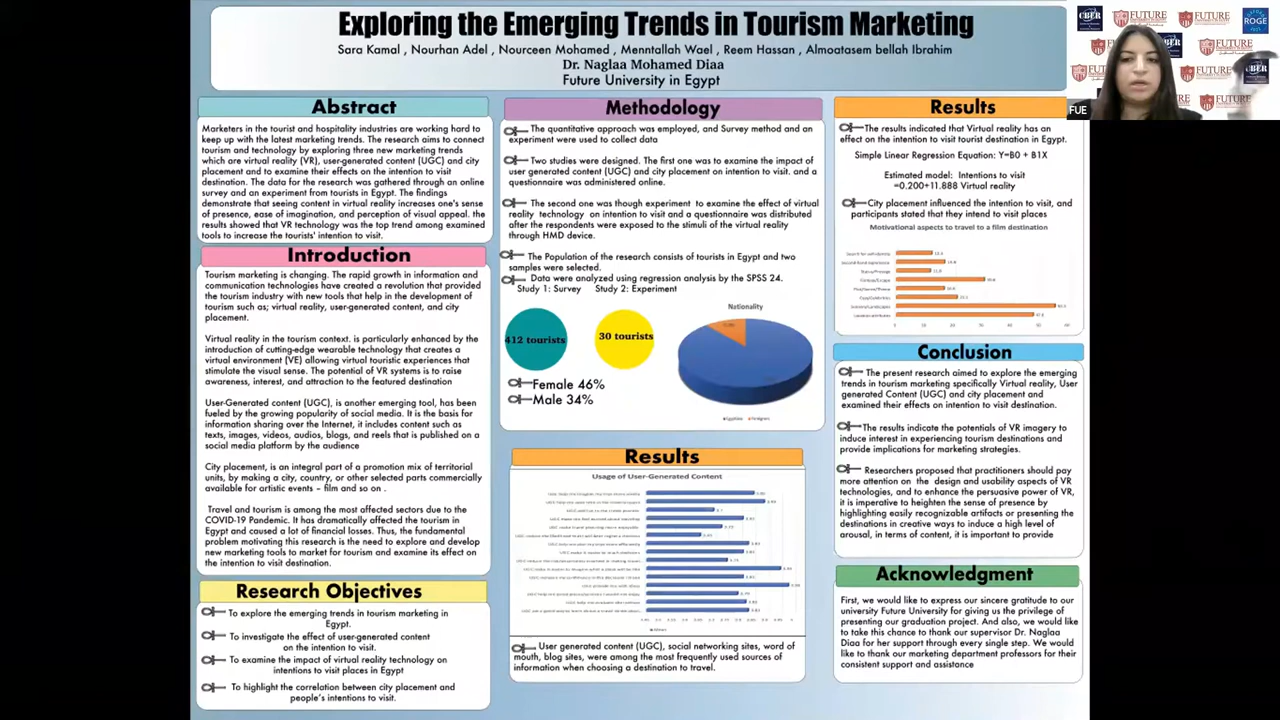 Exploring the Emerging Trends in Tourism Marketing
Sara Kamal , Nourhan Adel , Nourceen Mohamed , Menntallah Wael , Reem Hassan , Almoatasem bellah Ibrahim
Dr. Naglaa Mohamed Diaa
Future University in Egypt
Abstract
Marketers in the tourist and hospitality industries are working hard to
keep up with the latest marketing trends. The research aims to connect
tourism and technology by exploring three new marketing trends
which are virtual reality (VR), user-generated content (UGC) and city
placement and to examine their effects on the intention to visit
destination. The data for the research was gathered through an online
survey and an experiment from tourists in Egypt. The findings
demonstrate that seeing content in virtual reality increases one's sense
of presence, ease of imagination, and perception of visual appeal. the
results showed that VR technology was the top trend among examined
tools to increase the tourists' intention to visit.
Introduction
Tourism marketing is changing. The rapid growth in information and
communication technologies have created a revolution that provided
the tourism industry with new tools that help in the development of
tourism such as; virtual reality, user-generated content, and city
placement.
Virtual reality in the tourism context. is particularly enhanced by the
introduction of cutting-edge wearable technology that creates a
virtual environment (VE) allowing virtual touristic experiences that
stimulate the visual sense. The potential of VR systems is to raise
awareness, interest, and attraction to the featured destination
User-Generated content (UGC), is another emerging tool, has been
fueled by the growing popularity of social media. It is the basis for
information sharing over the Internet, it includes content such as
texts, images, videos, audios, blogs, and reels that is published on a
social media platform by the audience
City placement, is an integral part of a promotion mix of territorial
units, by making a city, country, or other selected parts commercially
available for artistic events – film and so on .
Travel and tourism is among the most affected sectors due to the
COVID-19 Pandemic. It has dramatically affected the tourism in
Egypt and caused a lot of financial losses. Thus, the fundamental
problem motivating this research is the need to explore and develop
new marketing tools to market for tourism and examine its effect on
the intention to visit destination.
Research Objectives
To explore the emerging trends in tourism marketing in
Egypt.
To investigate the effect of user-generated content
on the intention to visit.
To examine the impact of virtual reality technology on
intentions to visit places in Egypt
To highlight the correlation between city placement and
people's intentions to visit.
Methodology
The quantitative approach was employed, and Survey method and an
experiment were used to collect data
Two studies were designed. The first one was to examine the impact of
user generated content (UGC) and city placement on intention to visit. and a
questionnaire was administered online.
The second one was though experiment to examine the effect of virtual
reality technology on intention to visit and a questionnaire was distributed
after the respondents were exposed to the stimuli of the virtual reality
through HMD device.
The Population of the research consists of tourists in Egypt and two
samples were selected.
Data were analyzed using regression analysis by the SPSS 24.
Study 1: Survey Study 2: Experiment
412 tourists
30 tourists
Female 46%
Male 34%
Nationality
Egyptians Foreigners
Results
Usage of User-Generated Content
User generated content (UGC), social networking sites, word of
mouth, blog sites, were among the most frequently used sources of
information when choosing a destination to travel.
Results
The results indicated that Virtual reality has an
effect on the intention to visit tourist destination in Egypt.
Simple Linear Regression Equation: Y=B0 + B1X
Estimated model: Intentions to visit
=0.200+11.888 Virtual reality
City placement influenced the intention to visit, and
participants stated that they intend to visit places
Motivational aspects to travel to a film destination
Conclusion
The present research aimed to explore the emerging
trends in tourism marketing specifically Virtual reality, User
generated Content (UGC) and city placement and
examined their effects on intention to visit destination.
The results indicate the potentials of VR imagery to
induce interest in experiencing tourism destinations and
provide implications for marketing strategies.
Researchers proposed that practitioners should pay
more attention on the design and usability aspects of VR
technologies, and to enhance the persuasive power of VR,
it is imperative to heighten the sense of presence by
highlighting easily recognizable artifacts or presenting the
destinations in creative ways to induce a high level of
arousal, in terms of content, it is important to provide
Acknowledgment
First, we would like to express our sincere gratitude to our
university Future University for giving us the privilege of
presenting our graduation project. And also, we would like
to take this chance to thank our supervisor Dr. Naglaa
Diaa for her support through every single step. We would
like to thank our marketing department professors for their
consistent support and assistance
CBER
FUTURE
FUTURE
ROGE
FUE